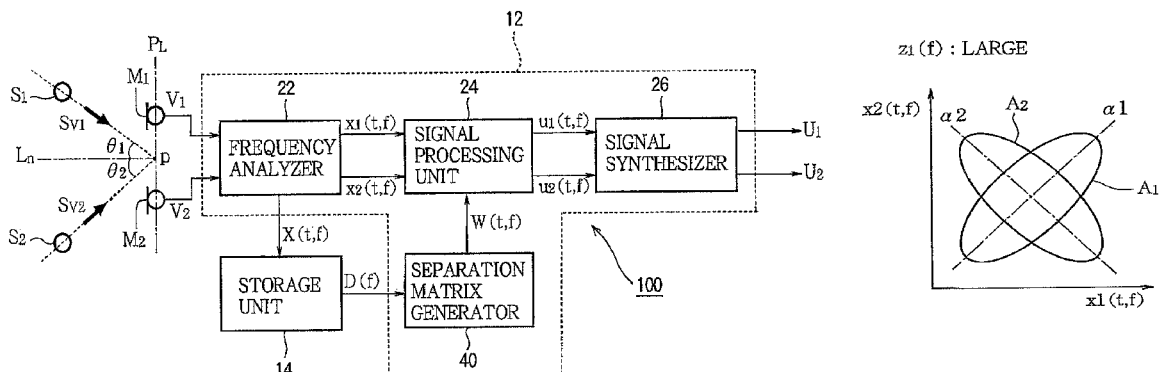 12
PL
M1
V1
S1
SV1
θ1
Ln
p
θ2
SV2
S2
M2
V2
22
FREQUENCY
ANALYZER
x1(t,f)
x2(t,f)
24
SIGNAL
PROCESSING
UNIT
u1(t,f)
u2(t,f)
26
SIGNAL
SYNTHESIZER
U1
U2
X(t,f)
W(t,f)
STORAGE
UNIT
14
D(f)
SEPARATION
MATRIX
GENERATOR
40
100
z1(f) : LARGE
x2(t,f)
α2
A2
α1
A1
x1(t,f)